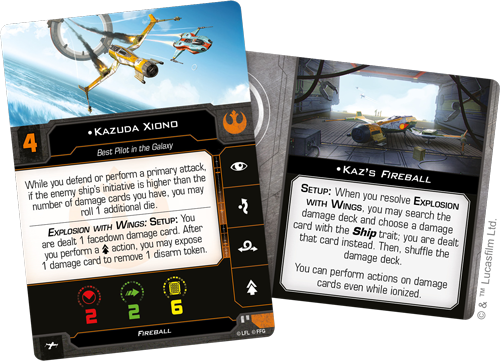 4
•Kazuda Xiono
Best Pilot in the Galaxy
While you defend or perform a primary attack,
if the enemy ship's initiative is higher than the
number of damage cards you have, you may
roll 1 additional die.
Explosion with Wings: Setup: You
are dealt 1 facedown damage card. After
you perform a action, you may expose
1 damage card to remove 1 disarm token.
2 2 6
Fireball
©LFL ©FFG
•Kaz's Fireball
Setup: When you resolve Explosion
with Wings, you may search the
damage deck and choose a damage
card with the Ship trait; you are dealt
that card instead. Then, shuffle the
damage deck.
You can perform actions on damage
cards even while ionized.
© & ™ Lucasfilm Ltd.